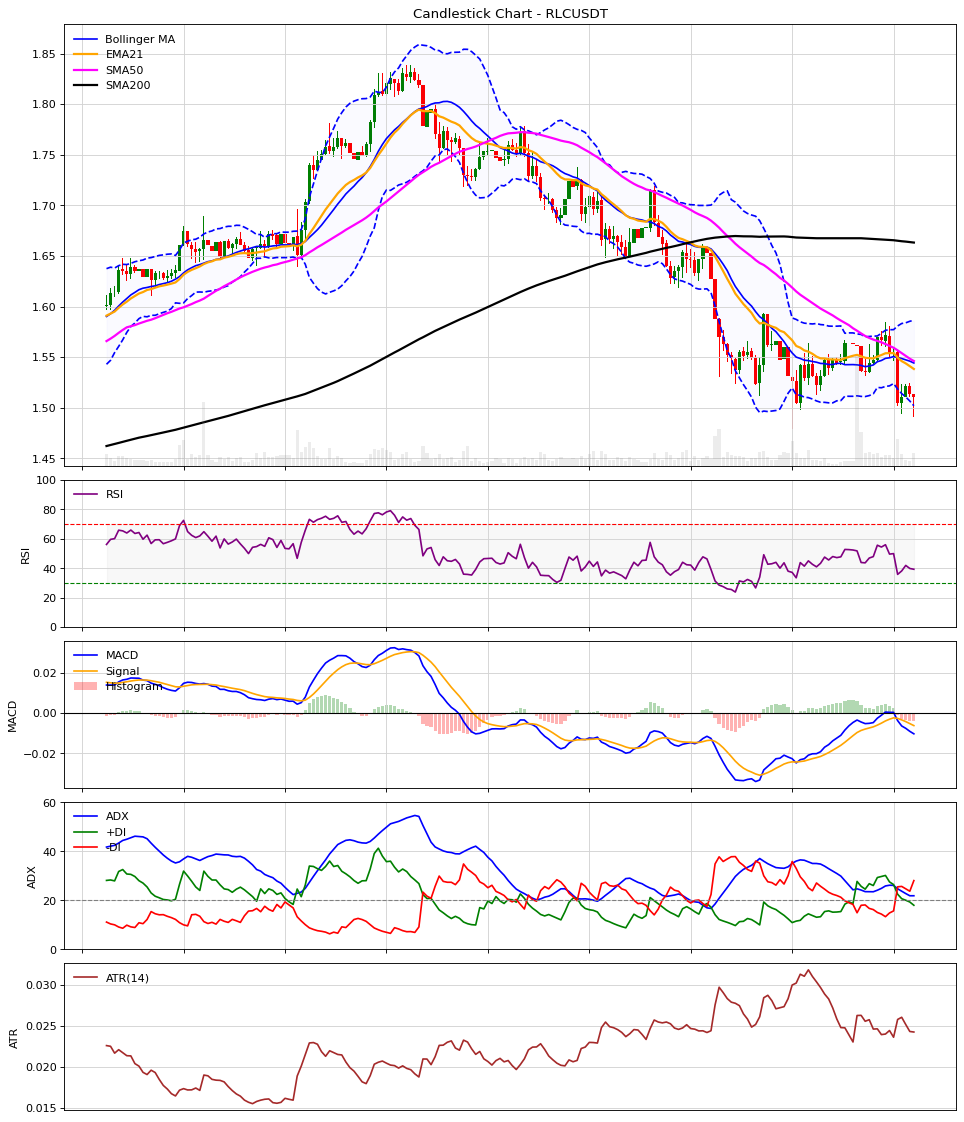 Candlestick Chart - RLCUSDT
Bollinger MA
EMA21
SMA50
SMA200
1.85
1.80
1.75
1.70
1.65
1.60
1.55
1.50
1.45
RSI
100
80
60
40
20
0
RSI
MACD
Signal
Histogram
0.02
0.00
−0.02
MACD
ADX
+DI
-DI
60
40
20
0
ADX
ATR(14)
0.030
0.025
0.020
0.015
ATR